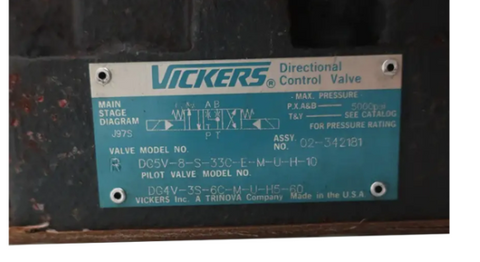 VICKERS® Directional
Control Valve
MAX. PRESSURE
MAIN
STAGE
DIAGRAM
J97S
A B
P T
P.X.A&B — 5000psi
T&Y — SEE CATALOG
FOR PRESSURE RATING
ASSY.
NO. 02-342181
VALVE MODEL NO.
DG5V-8-S-33C-E-M-U-H-10
PILOT VALVE MODEL NO.
DG4V-3S-6C-M-U-H5-60
VICKERS Inc. A TRINOVA Company Made in the U.S.A